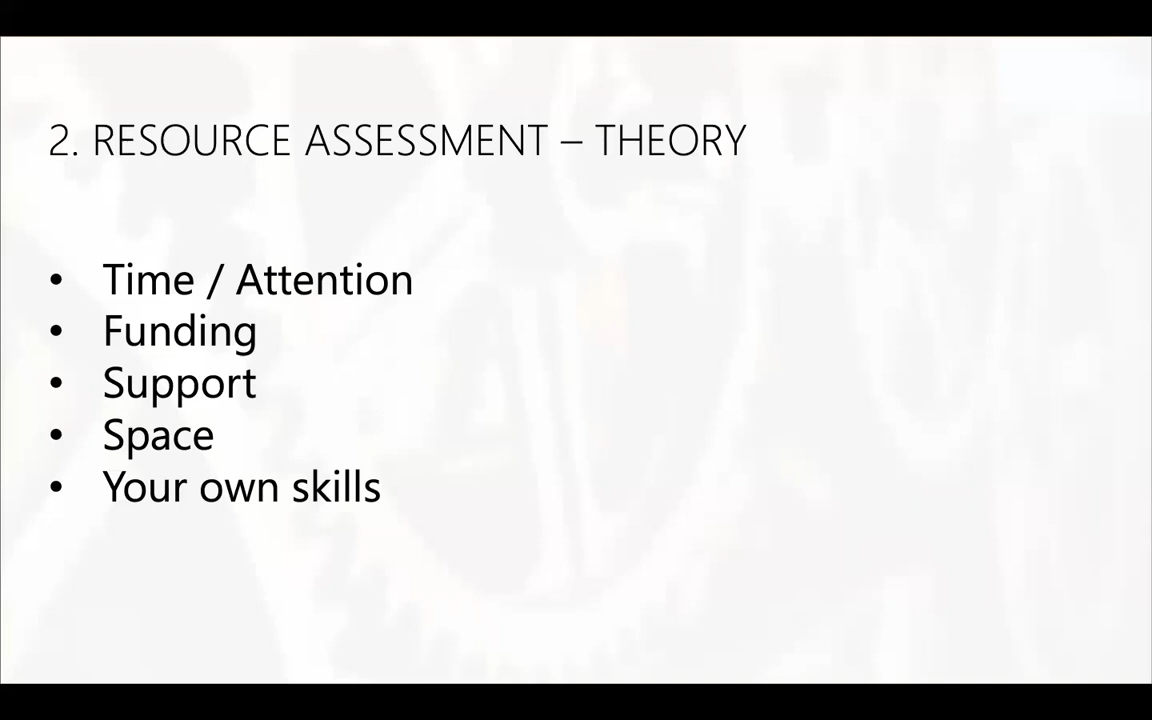 2. RESOURCE ASSESSMENT – THEORY
• Time / Attention
• Funding
• Support
• Space
• Your own skills